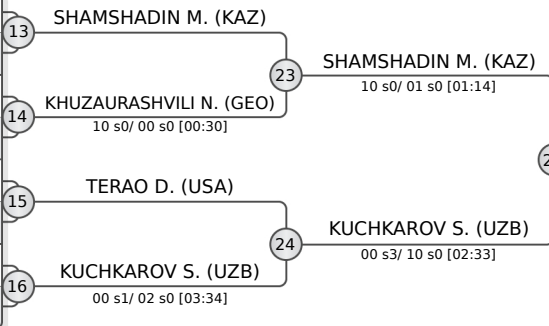 SHAMSHADIN M. (KAZ)
13
SHAMSHADIN M. (KAZ)
23
10 s0/ 01 s0 [01:14]
KHUZAURASHVILI N. (GEO)
14
10 s0/ 00 s0 [00:30]
TERAO D. (USA)
15
KUCHKAROV S. (UZB)
24
00 s3/ 10 s0 [02:33]
KUCHKAROV S. (UZB)
16
00 s1/ 02 s0 [03:34]